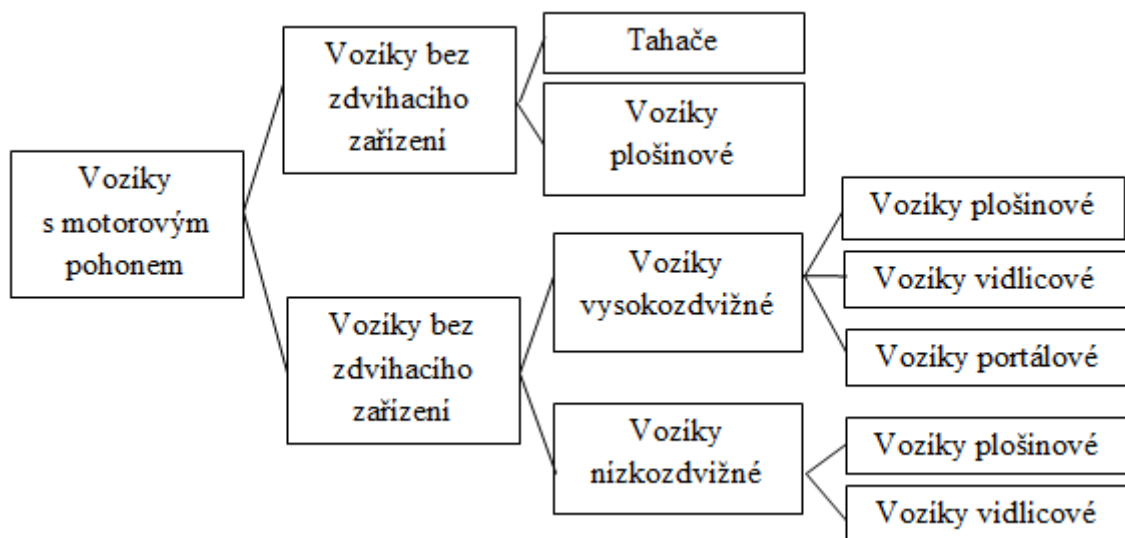 Vozíky
s motorovým
pohonem
Vozíky bez
zdvihacího
zařízení
Tahače
Vozíky
plošinové
Vozíky bez
zdvihacího
zařízení
Vozíky
vysokozdvižné
Vozíky plošinové
Vozíky vidlicové
Vozíky portálové
Vozíky
nízkozdvižné
Vozíky plošinové
Vozíky vidlicové